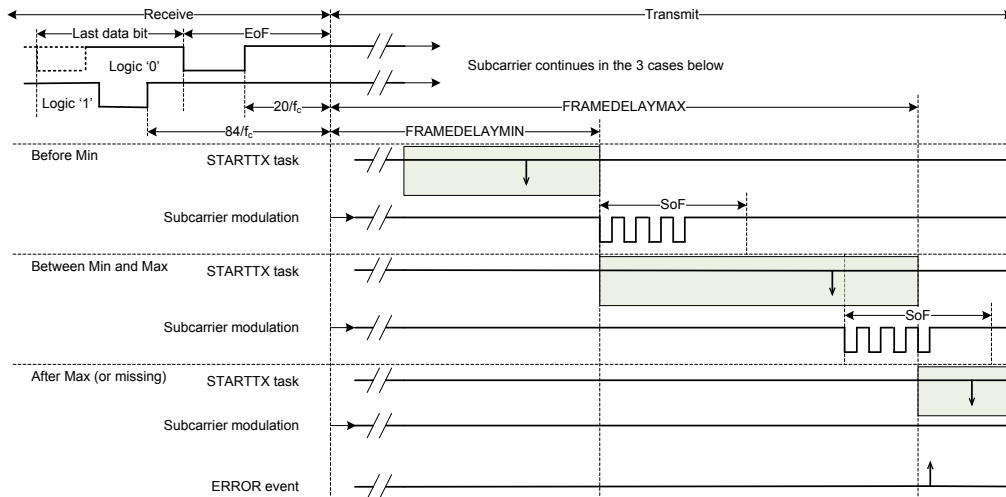 Receive
Transmit
Last data bit
EoF
Logic ‘0’
Subcarrier continues in the 3 cases below
Logic ‘1’
20/fc
FRAMEDELAYMAX
84/fc
FRAMEDELAYMIN
Before Min
STARTTX task
SoF
Subcarrier modulation
Between Min and Max
STARTTX task
SoF
Subcarrier modulation
After Max (or missing)
STARTTX task
Subcarrier modulation
ERROR event